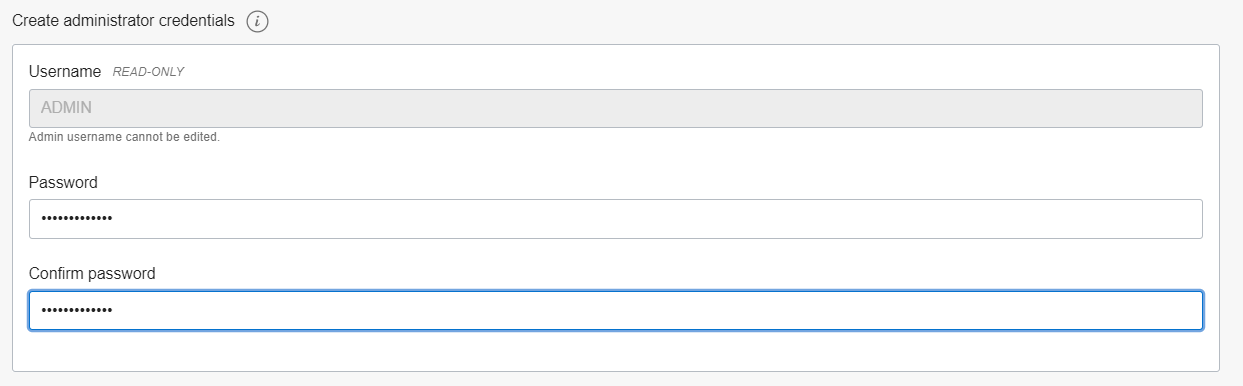 Create administrator credentials i
Username READ-ONLY
ADMIN
Admin username cannot be edited.
Password
•••••••••••••
Confirm password
•••••••••••••